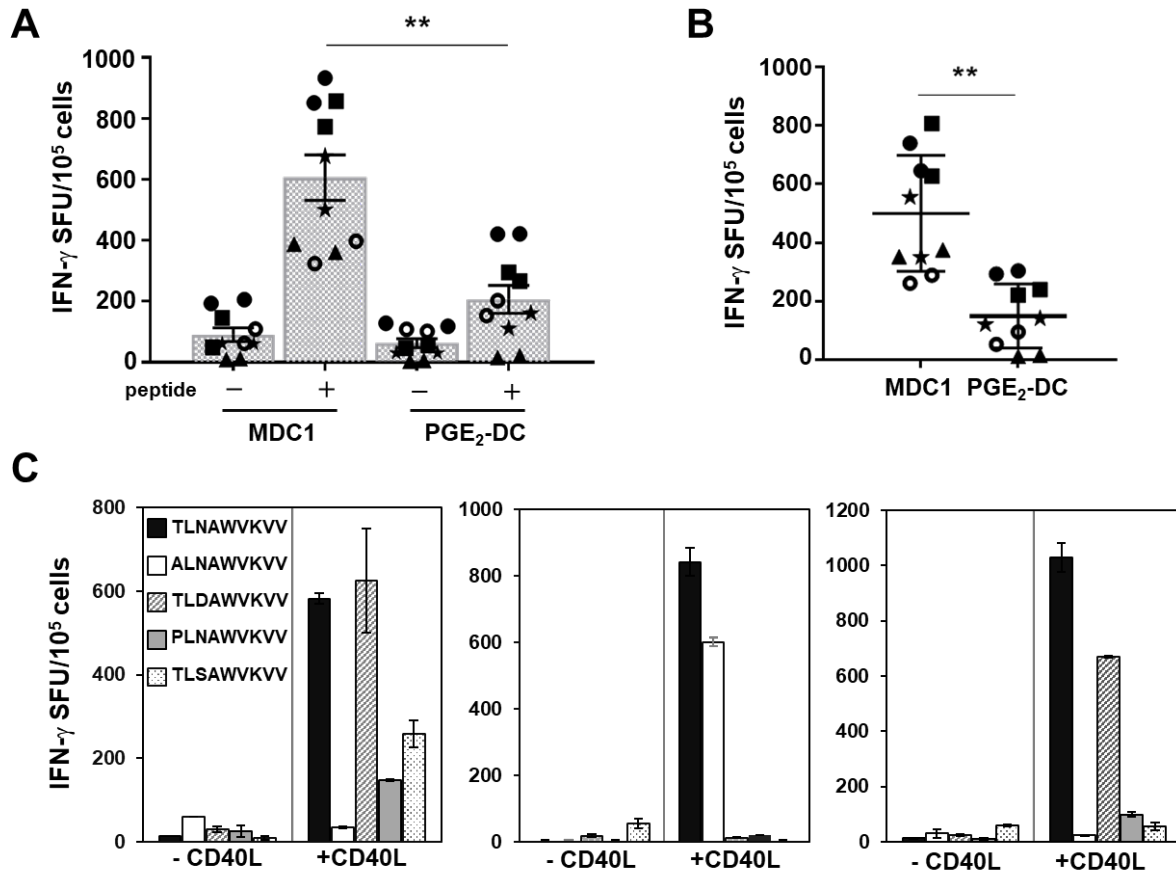 A
IFN-γ SFU/10⁵ cells
1000
800
600
400
200
0
**
peptide − + − +
MDC1 PGE₂-DC
B
IFN-γ SFU/10⁵ cells
1000
800
600
400
200
0
**
MDC1 PGE₂-DC
C
IFN-γ SFU/10⁵ cells
800
600
400
200
0
TLNAWVKVV
ALNAWVKVV
TLDAWVKVV
PLNAWVKVV
TLSAWVKVV
- CD40L +CD40L
1000
800
600
400
200
0
- CD40L +CD40L
1200
1000
800
600
400
200
0
- CD40L +CD40L